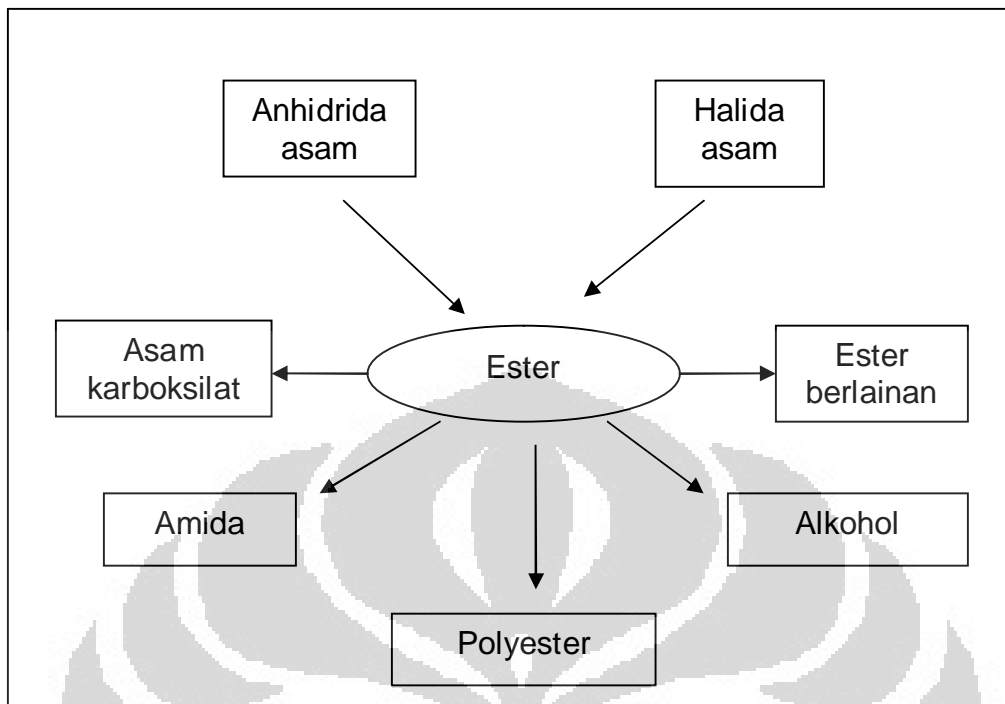 Anhidrida
asam
Halida
asam
Asam
karboksilat
Ester
Ester
berlainan
Amida
Alkohol
Polyester